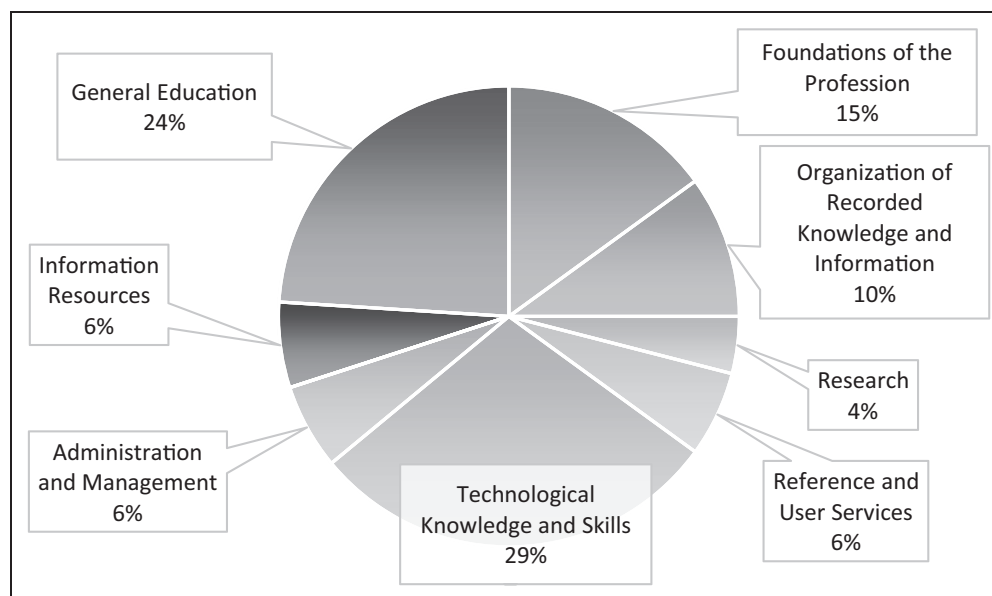 General Education
24%
Foundations of the
Profession
15%
Organization of
Recorded
Knowledge and
Information
10%
Information
Resources
6%
Research
4%
Administration
and Management
6%
Technological
Knowledge and Skills
29%
Reference and
User Services
6%